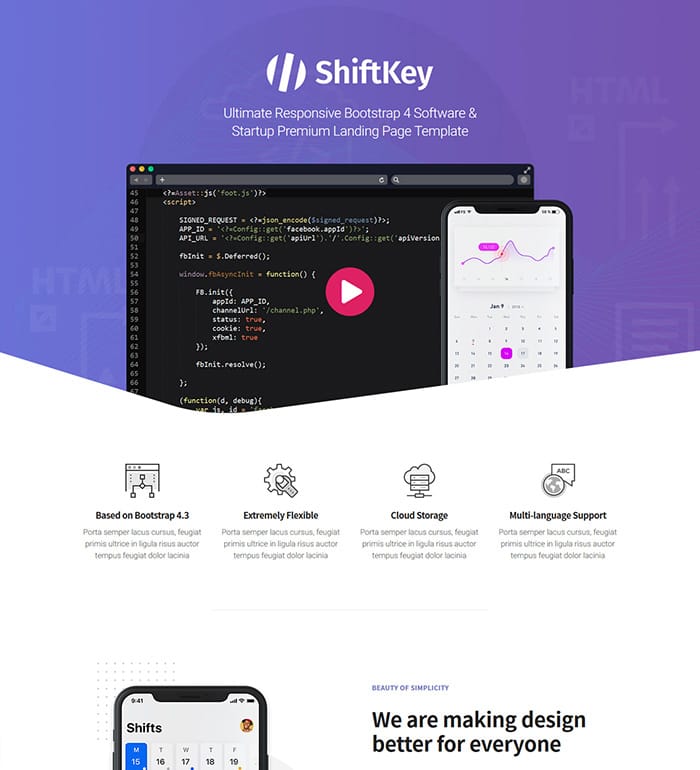 ShiftKey
Ultimate Responsive Bootstrap 4 Software &
Startup Premium Landing Page Template
HTML
HTML
45 <?=Asset::js('foot.js')?>
46 <script>
47
48 SIGNED_REQUEST = <?=json_encode($signed_request)?>;
49 APP_ID = '<?=Config::get('facebook.appId')?>';
50 API_URL = '<?=Config::get('apiUrl').'/'.Config::get('apiVersion
51
52 fbInit = $.Deferred();
53
54 window.fbAsyncInit = function() {
55
56 FB.init({
57 appId: APP_ID,
58 channelUrl: '/channel.php',
59 status: true,
60 cookie: true,
61 xfbml: true
62 });
63
64 fbInit.resolve();
65
66 };
67
(function(d, debug){
var js, id =
Jan 9
Based on Bootstrap 4.3
Porta semper lacus cursus, feugiat
primis ultrice in ligula risus auctor
tempus feugiat dolor lacinia
Extremely Flexible
Porta semper lacus cursus, feugiat
primis ultrice in ligula risus auctor
tempus feugiat dolor lacinia
Cloud Storage
Porta semper lacus cursus, feugiat
primis ultrice in ligula risus auctor
tempus feugiat dolor lacinia
ABC
Multi-language Support
Porta semper lacus cursus, feugiat
primis ultrice in ligula risus auctor
tempus feugiat dolor lacinia
9:41
Shifts
M T W T F
15 16 17 18 19
BEAUTY OF SIMPLICITY
We are making design
better for everyone